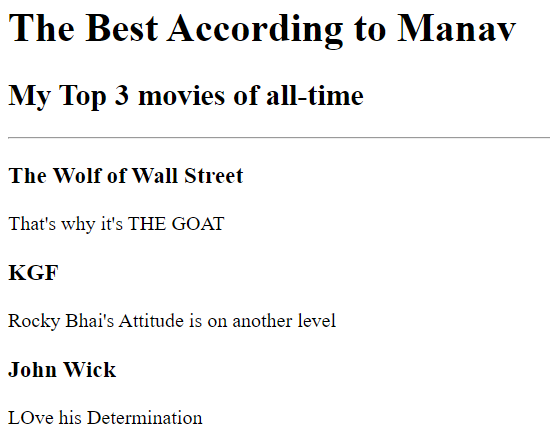 The Best According to Manav
My Top 3 movies of all-time
The Wolf of Wall Street
That's why it's THE GOAT
KGF
Rocky Bhai's Attitude is on another level
John Wick
LOve his Determination